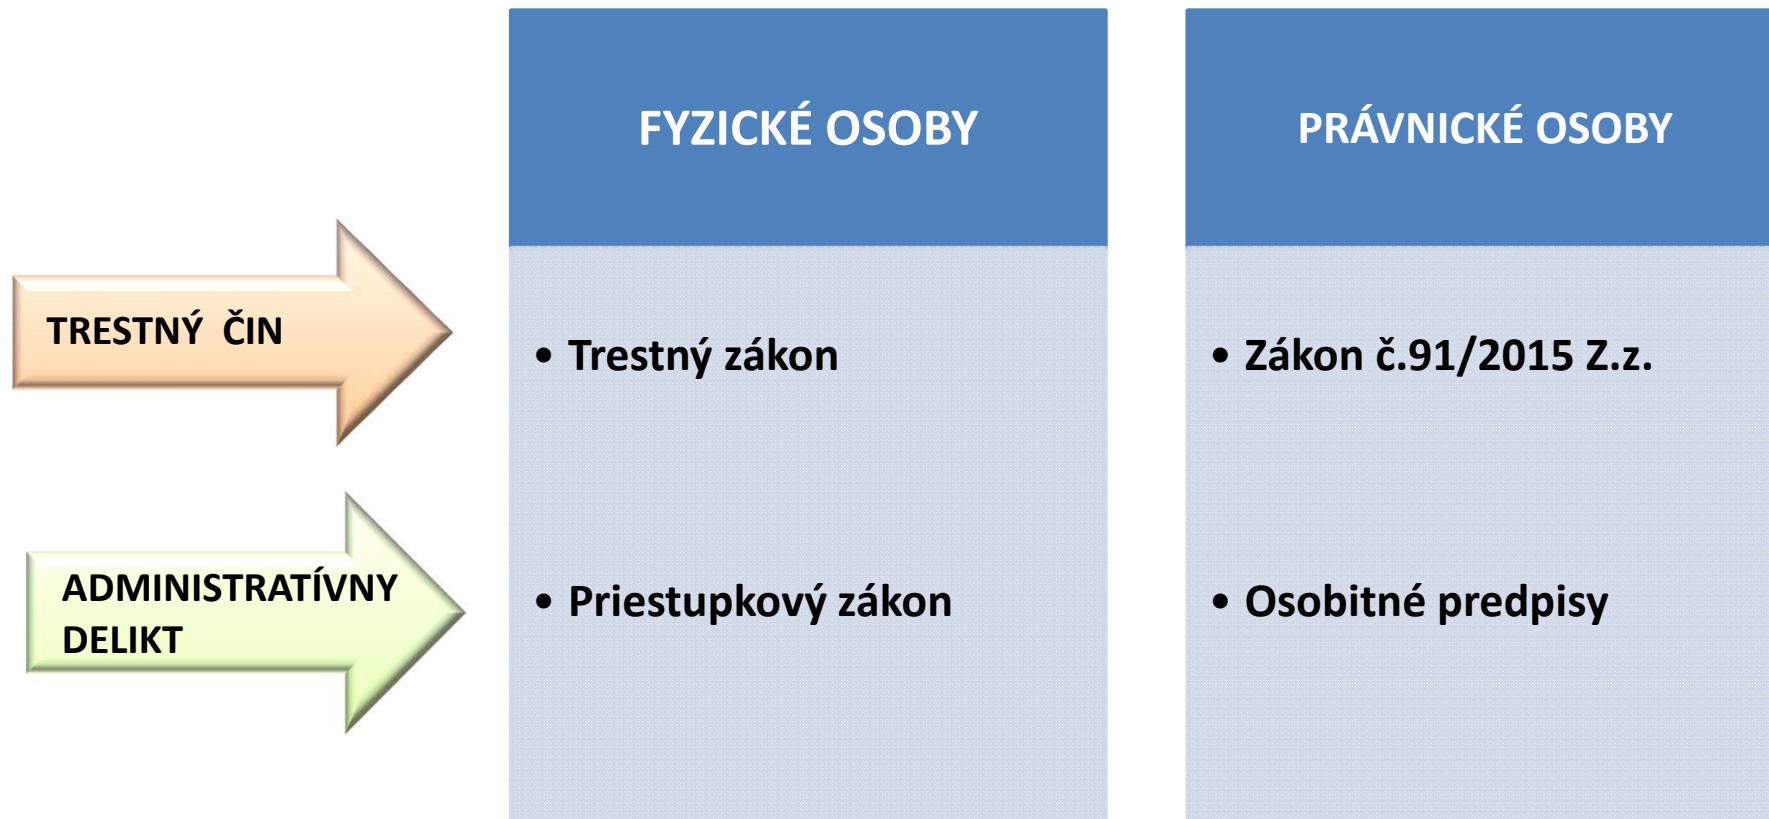 FYZICKÉ OSOBY
PRÁVNICKÉ OSOBY
TRESTNÝ ČIN
• Trestný zákon
• Zákon č.91/2015 Z.z.
ADMINISTRATÍVNY
DELIKT
• Priestupkový zákon
• Osobitné predpisy